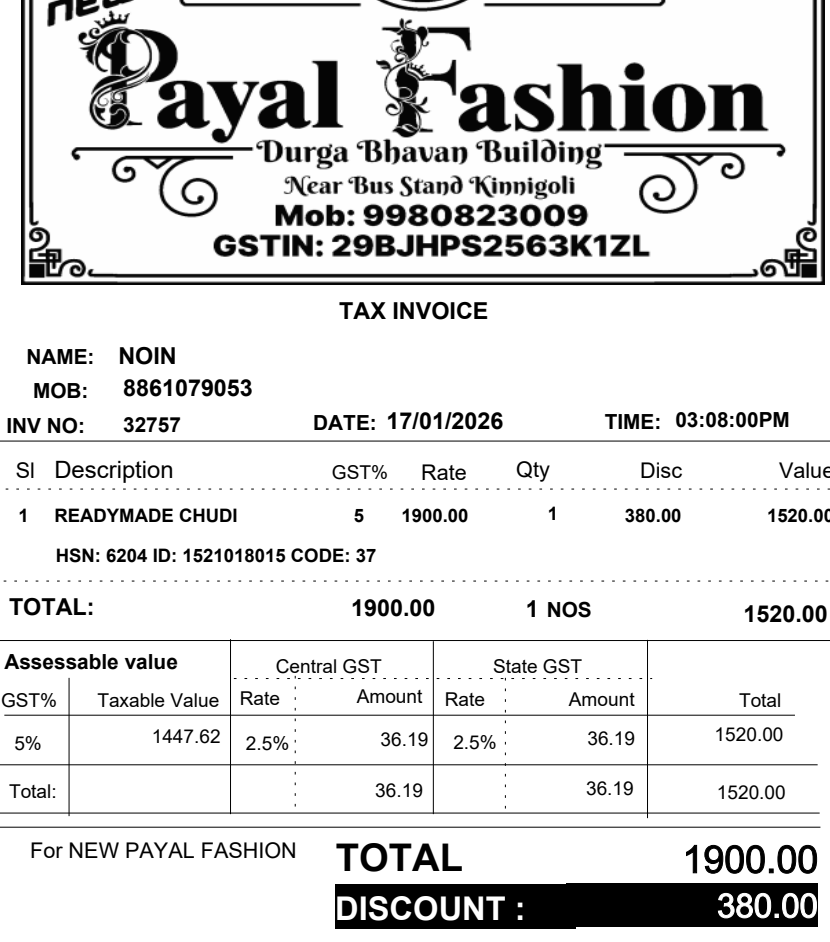 new
Payal Fashion
Durga Bhavan Building
Near Bus Stand Kinnigoli
Mob: 9980823009
GSTIN: 29BJHPS2563K1ZL
TAX INVOICE
NAME: NOIN
MOB: 8861079053
INV NO: 32757 DATE: 17/01/2026 TIME: 03:08:00PM
Sl Description GST% Rate Qty Disc Value
1 READYMADE CHUDI 5 1900.00 1 380.00 1520.00
HSN: 6204 ID: 1521018015 CODE: 37
TOTAL: 1900.00 1 NOS 1520.00
Assessable value Central GST State GST
GST% Taxable Value Rate Amount Rate Amount Total
5% 1447.62 2.5% 36.19 2.5% 36.19 1520.00
Total: 36.19 36.19 1520.00
For NEW PAYAL FASHION TOTAL 1900.00
DISCOUNT : 380.00